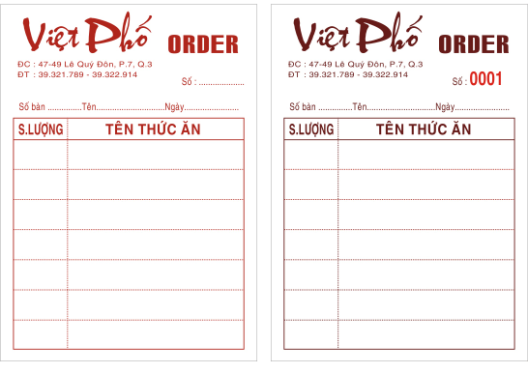 Việt Phố ORDER
ĐC : 47-49 Lê Quý Đôn, P.7, Q.3
ĐT : 39.321.789 - 39.322.914
Số : .....................
Số bàn ..............Tên.........................Ngày......................
S.LƯỢNG TÊN THỨC ĂN
Việt Phố ORDER
ĐC : 47-49 Lê Quý Đôn, P.7, Q.3
ĐT : 39.321.789 - 39.322.914
Số : 0001
Số bàn ..............Tên.........................Ngày......................
S.LƯỢNG TÊN THỨC ĂN